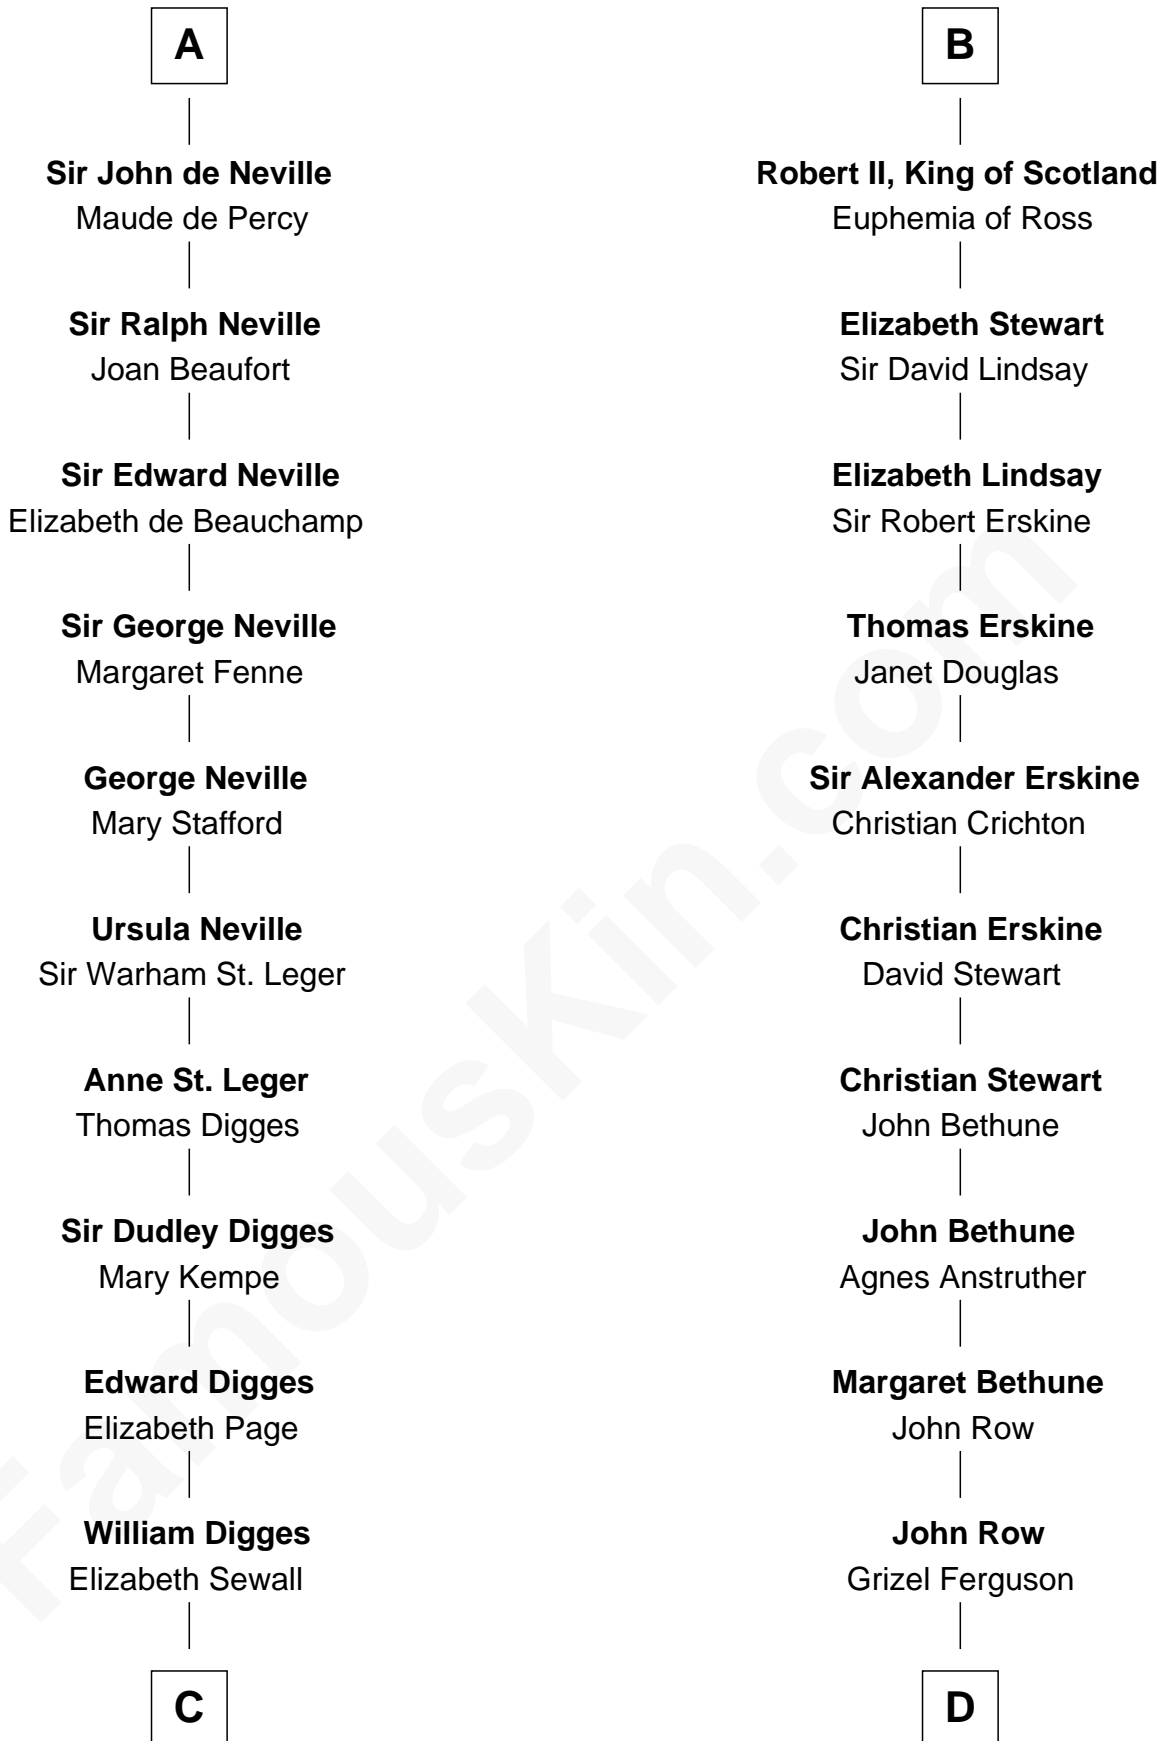 A
Sir John de Neville
Maude de Percy
Sir Ralph Neville
Joan Beaufort
Sir Edward Neville
Elizabeth de Beauchamp
Sir George Neville
Margaret Fenne
George Neville
Mary Stafford
Ursula Neville
Sir Warham St. Leger
Anne St. Leger
Thomas Digges
Sir Dudley Digges
Mary Kempe
Edward Digges
Elizabeth Page
William Digges
Elizabeth Sewall
C
B
Robert II, King of Scotland
Euphemia of Ross
Elizabeth Stewart
Sir David Lindsay
Elizabeth Lindsay
Sir Robert Erskine
Thomas Erskine
Janet Douglas
Sir Alexander Erskine
Christian Crichton
Christian Erskine
David Stewart
Christian Stewart
John Bethune
John Bethune
Agnes Anstruther
Margaret Bethune
John Row
John Row
Grizel Ferguson
D
FamousKin.com